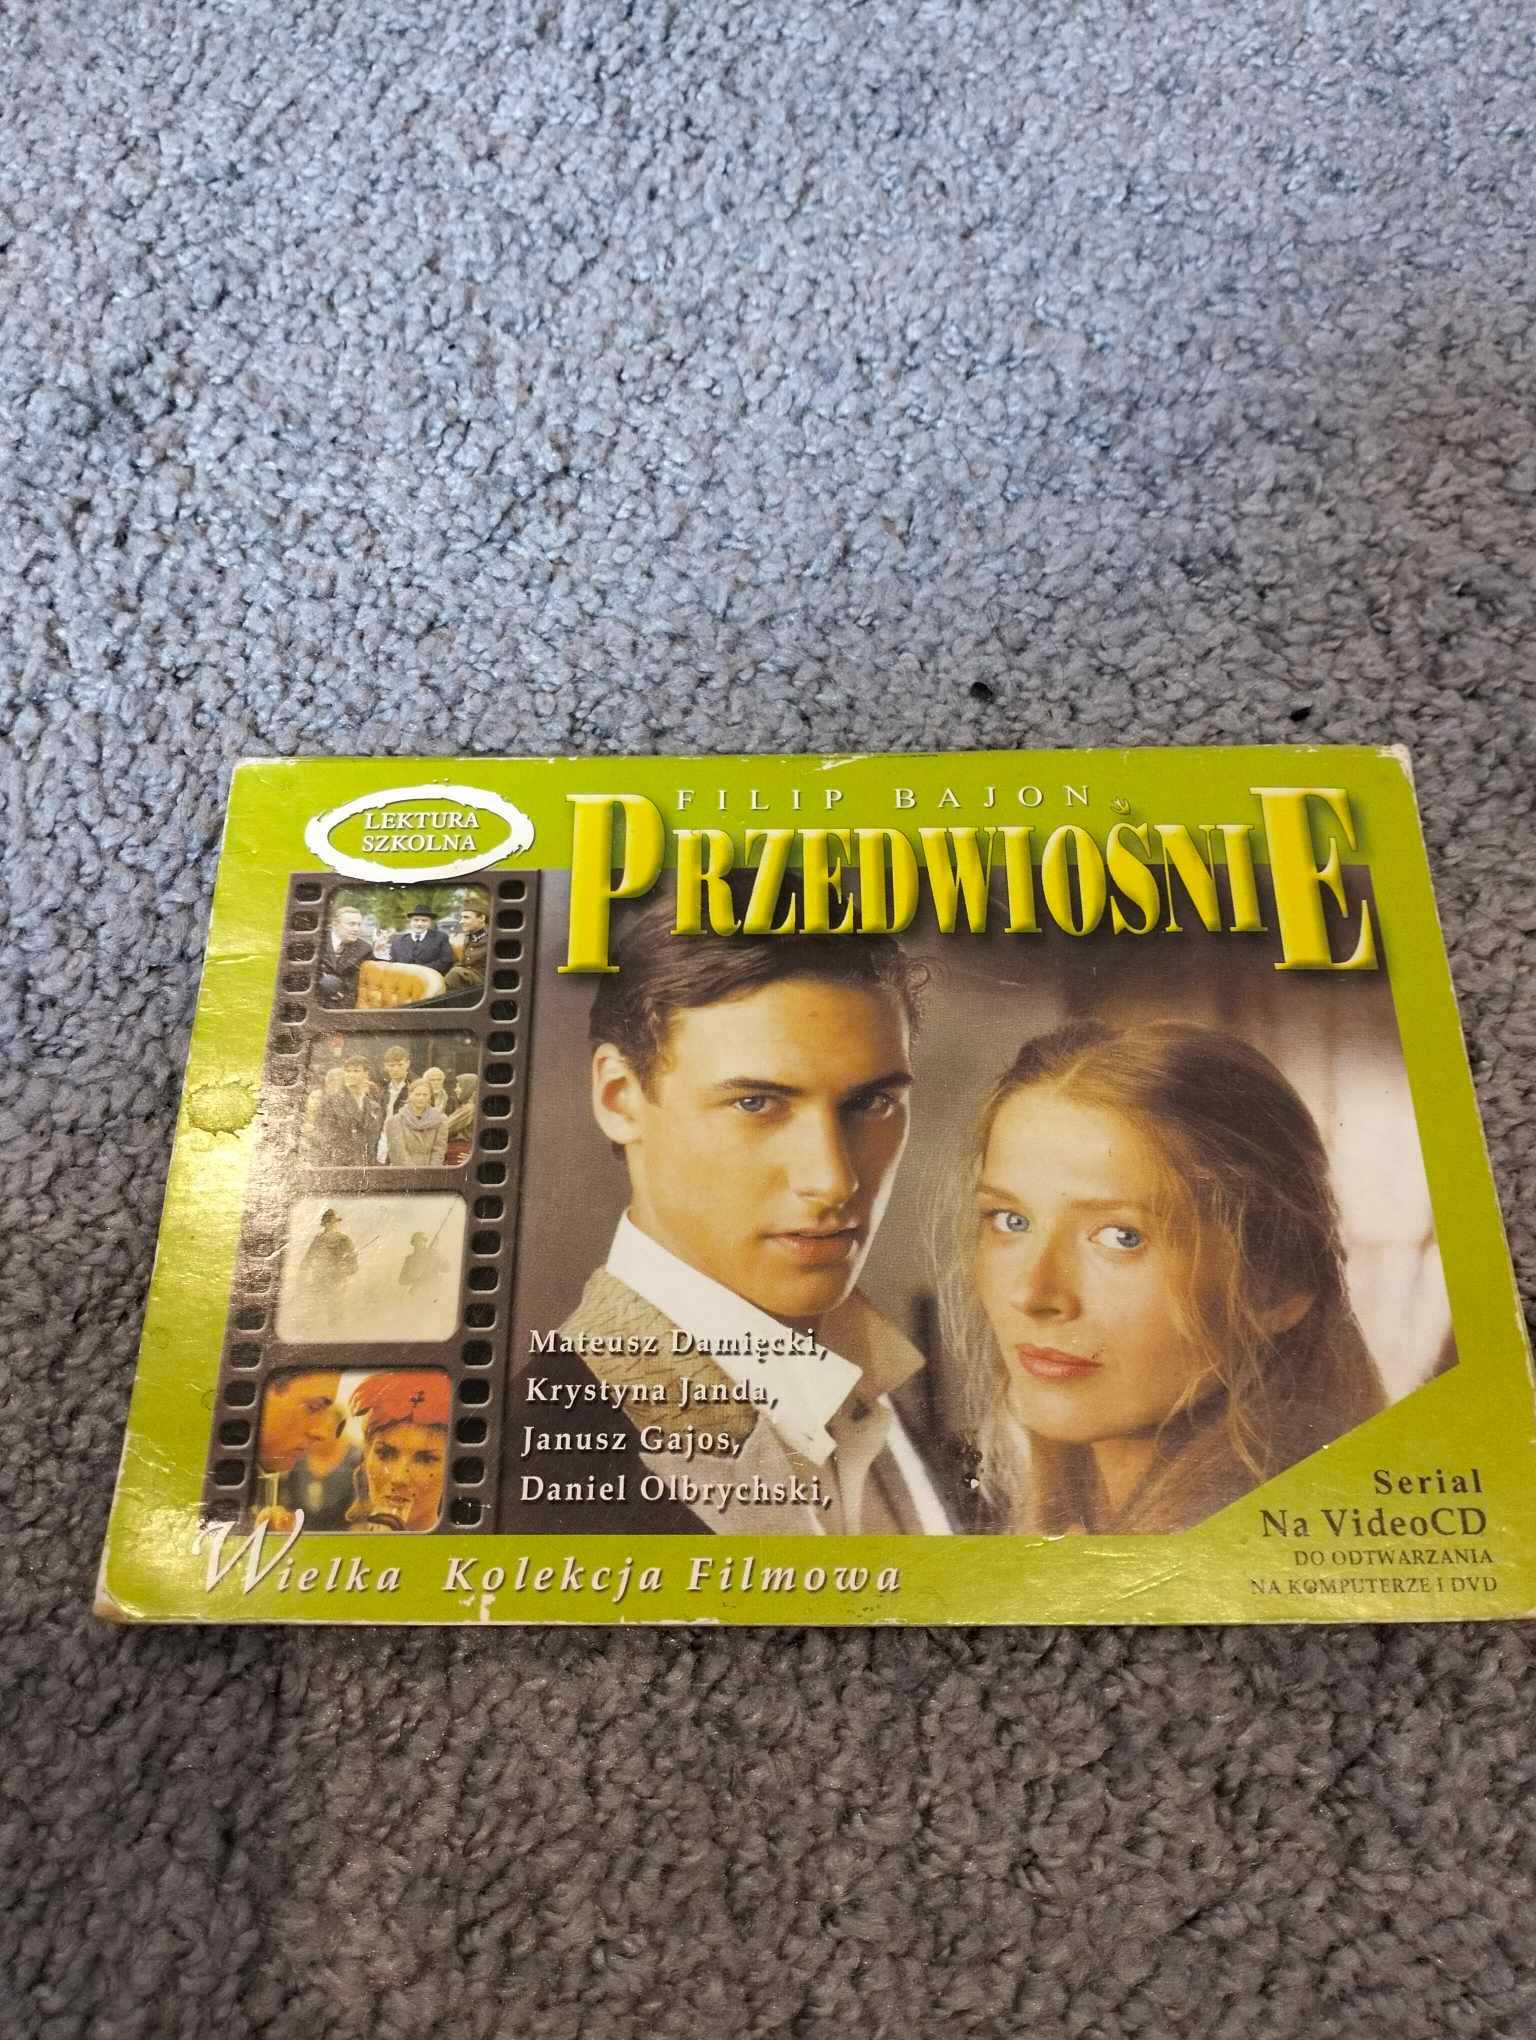 LEKTURA
SZKOLNA
FILIP BAJON
PRZEDWIOŚNIE
Mateusz Damięcki,
Krystyna Janda,
Janusz Gajos,
Daniel Olbrychski,
Serial
Na VideoCD
DO ODTWARZANIA
NA KOMPUTERZE I DVD
Wielka Kolekcja Filmowa